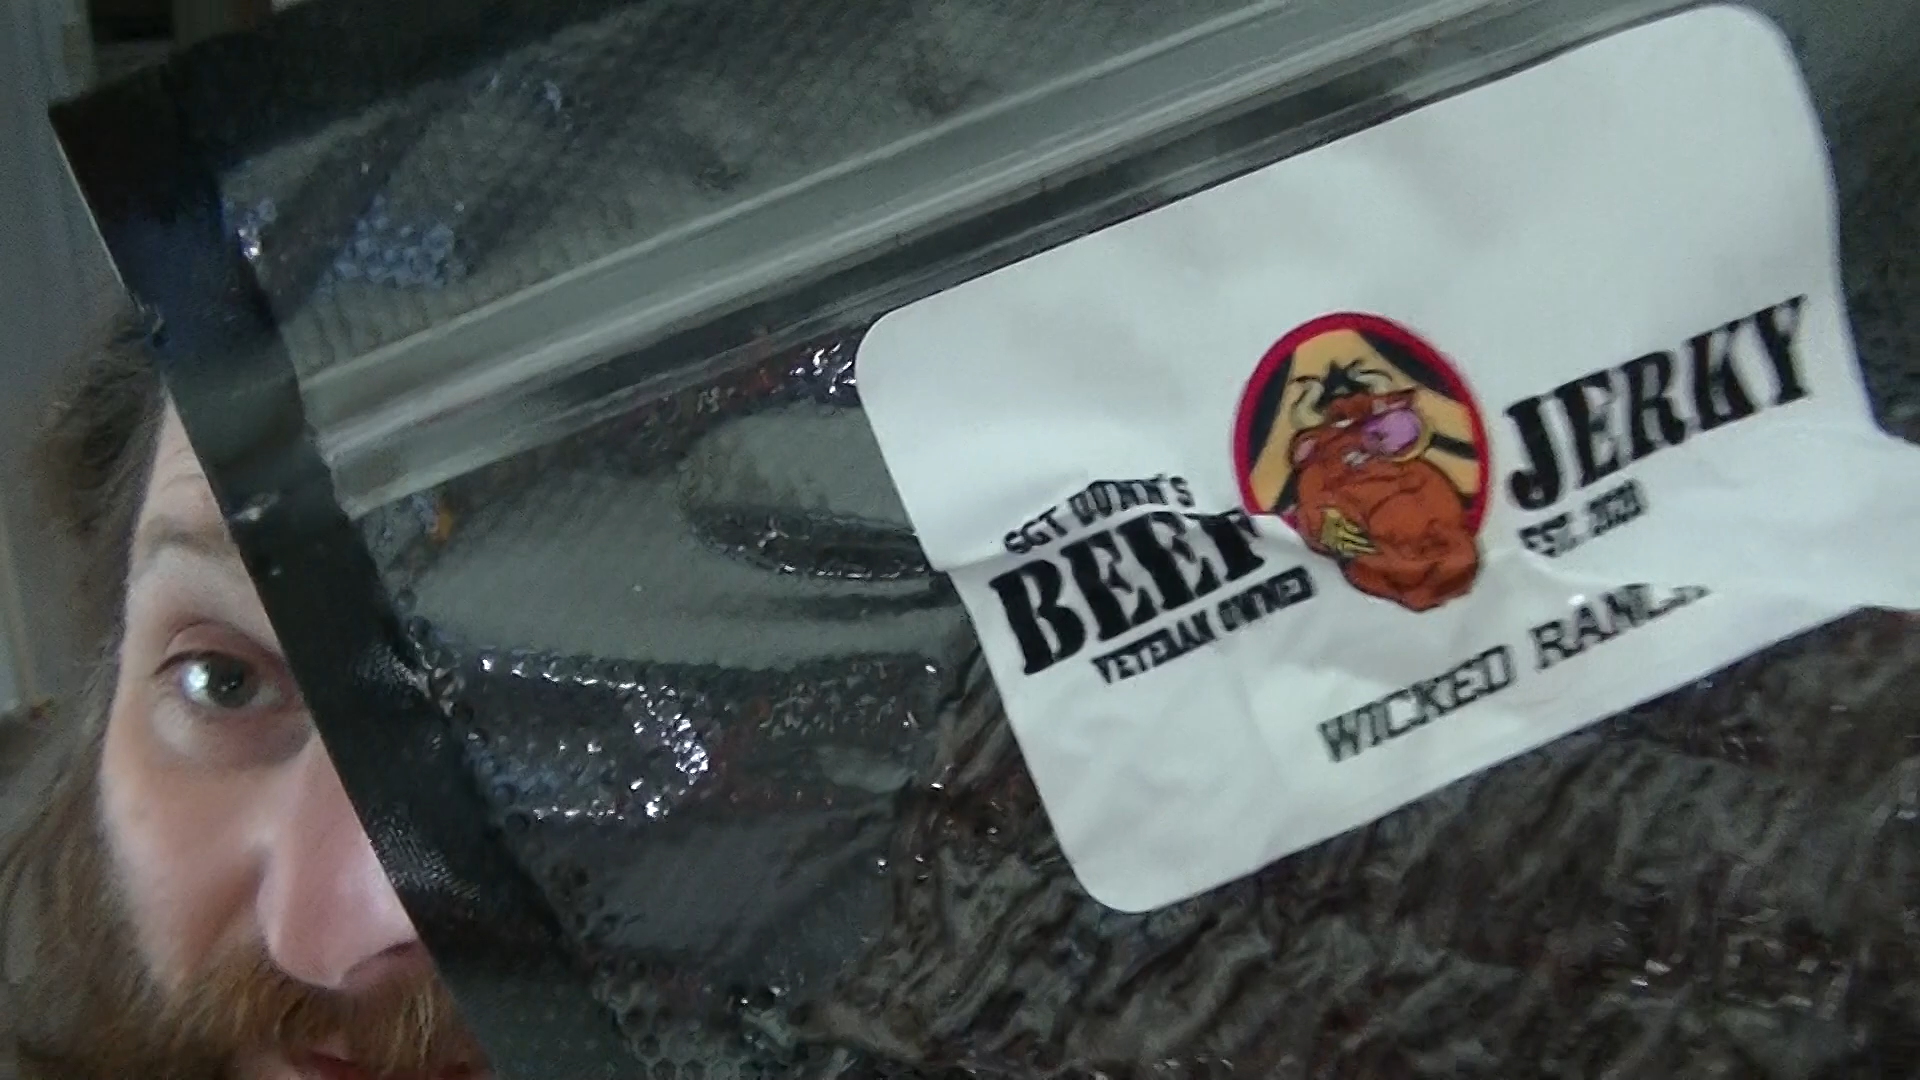 SGT DUNN'S
BEEF JERKY
VETERAN OWNED
EST. 2020
WICKED